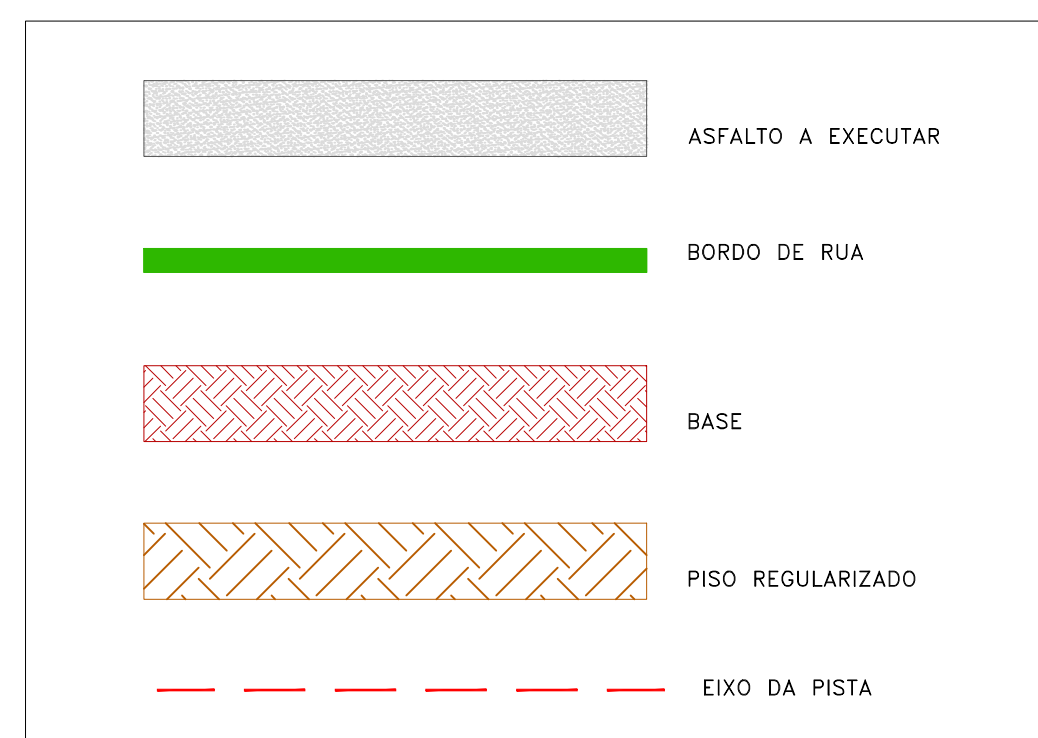 ASFALTO A EXECUTAR
BORDO DE RUA
BASE
PISO REGULARIZADO
EIXO DA PISTA